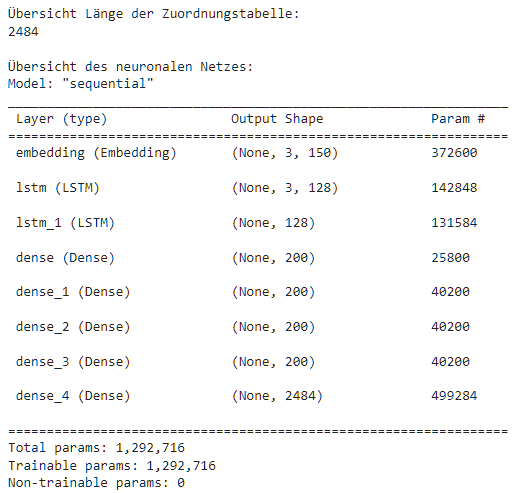 Übersicht Länge der Zuordnungstabelle:
2484
Übersicht des neuronalen Netzes:
Model: "sequential"
_________________________________________________________________
Layer (type) Output Shape Param #
=================================================================
embedding (Embedding) (None, 3, 150) 372600
lstm (LSTM) (None, 3, 128) 142848
lstm_1 (LSTM) (None, 128) 131584
dense (Dense) (None, 200) 25800
dense_1 (Dense) (None, 200) 40200
dense_2 (Dense) (None, 200) 40200
dense_3 (Dense) (None, 200) 40200
dense_4 (Dense) (None, 2484) 499284
=================================================================
Total params: 1,292,716
Trainable params: 1,292,716
Non-trainable params: 0